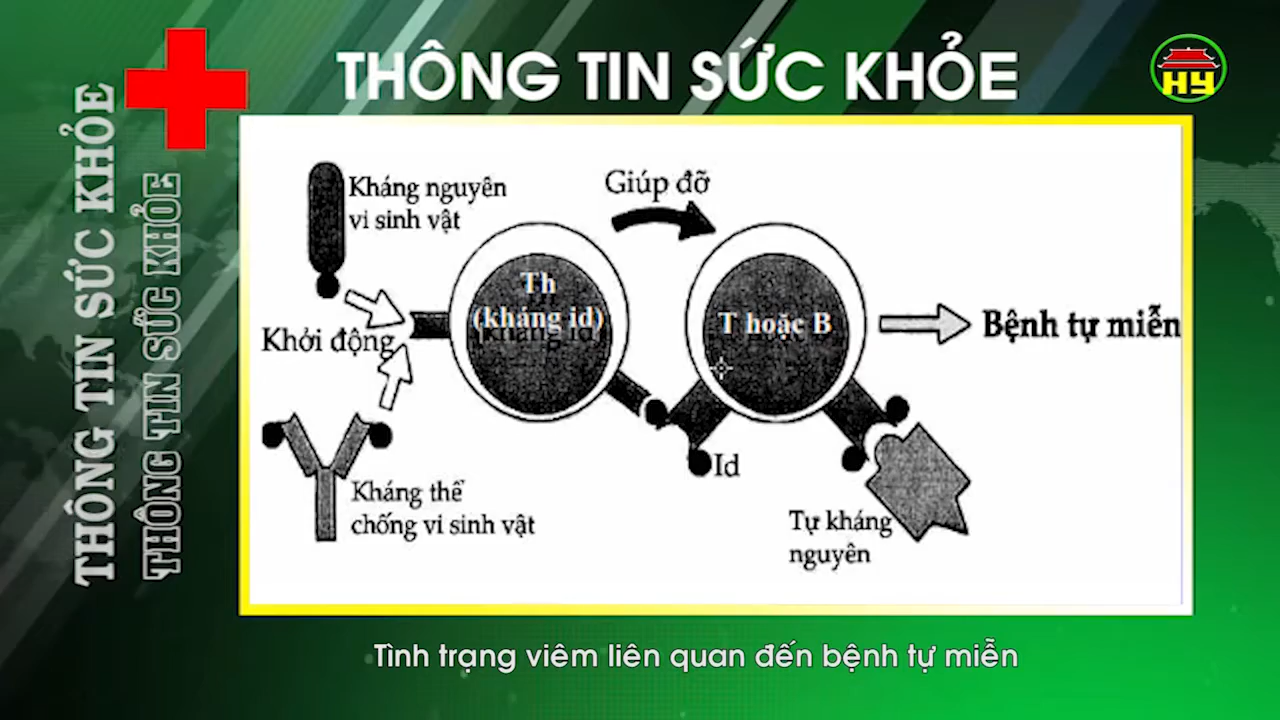 THÔNG TIN SỨC KHỎE
HY
THÔNG TIN SỨC KHỎE
THÔNG TIN SỨC KHỎE
Kháng nguyên
vi sinh vật
Giúp đỡ
Khởi động
Th
(kháng id)
T hoặc B
Bệnh tự miễn
Id
Kháng thể
chống vi sinh vật
Tự kháng
nguyên
Tình trạng viêm liên quan đến bệnh tự miễn